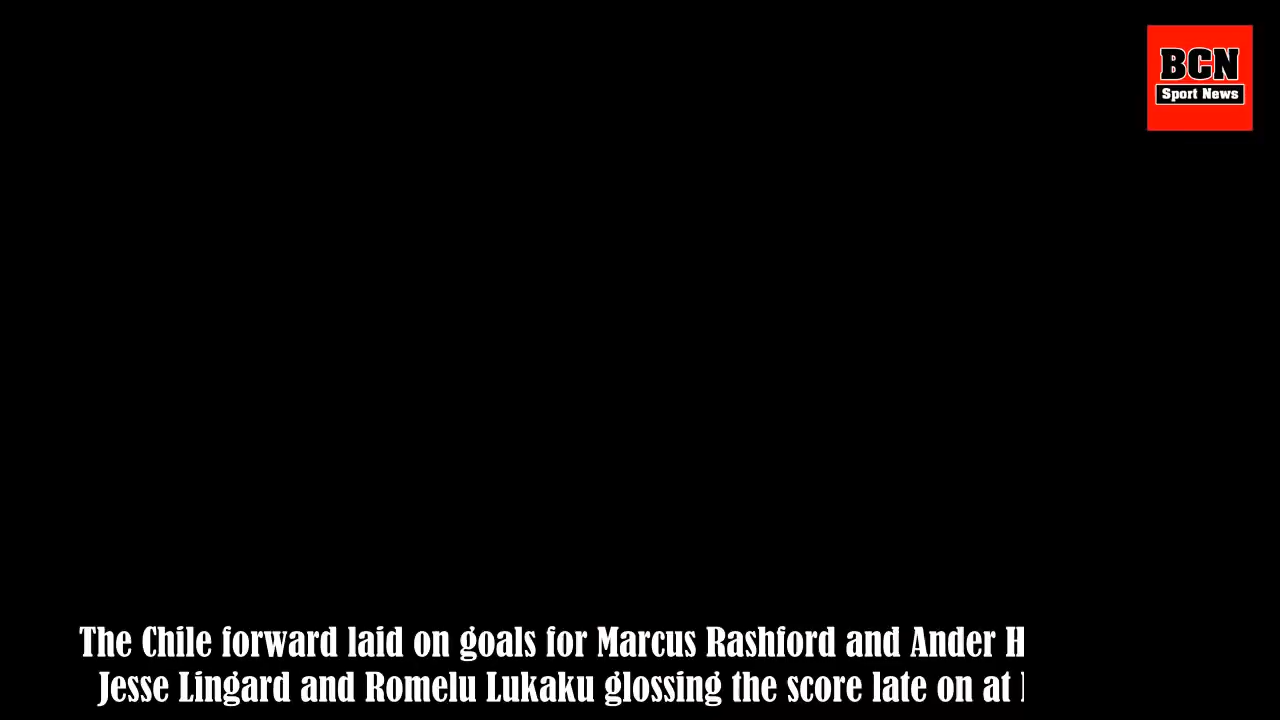 BCN
Sport News
The Chile forward laid on goals for Marcus Rashford and Ander H
Jesse Lingard and Romelu Lukaku glossing the score late on at